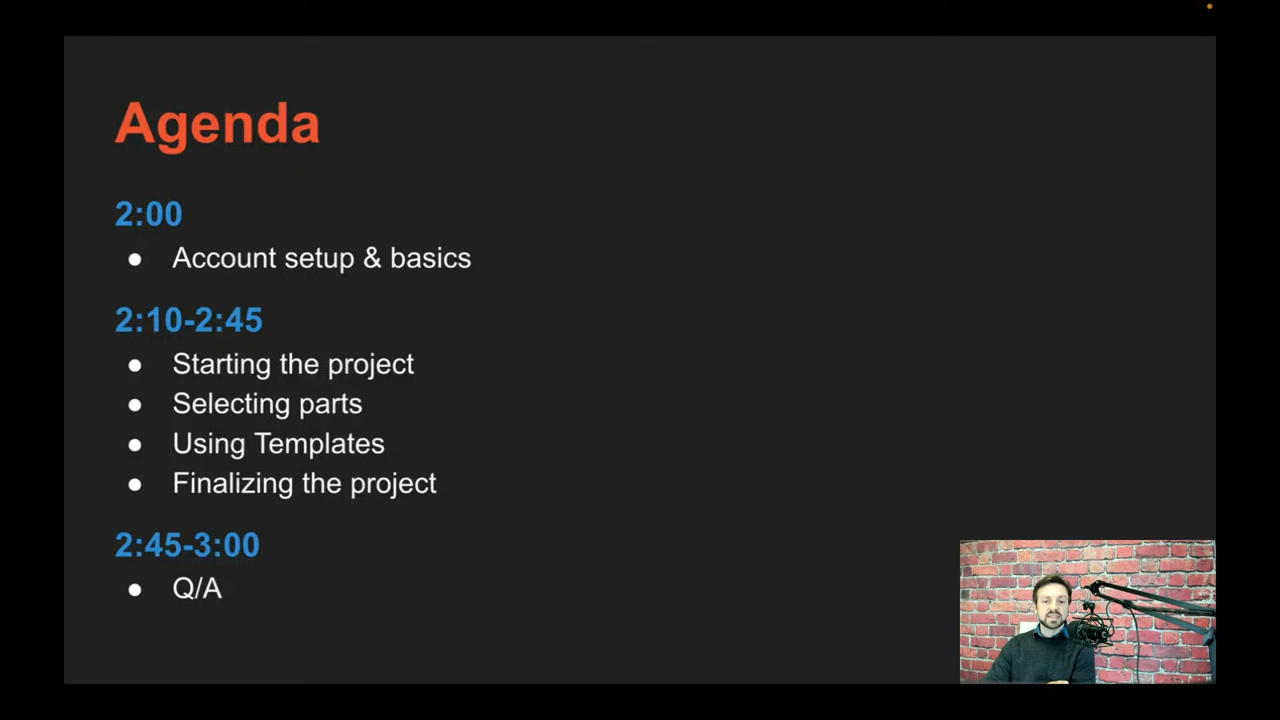 Agenda
2:00
● Account setup & basics
2:10-2:45
● Starting the project
● Selecting parts
● Using Templates
● Finalizing the project
2:45-3:00
● Q/A